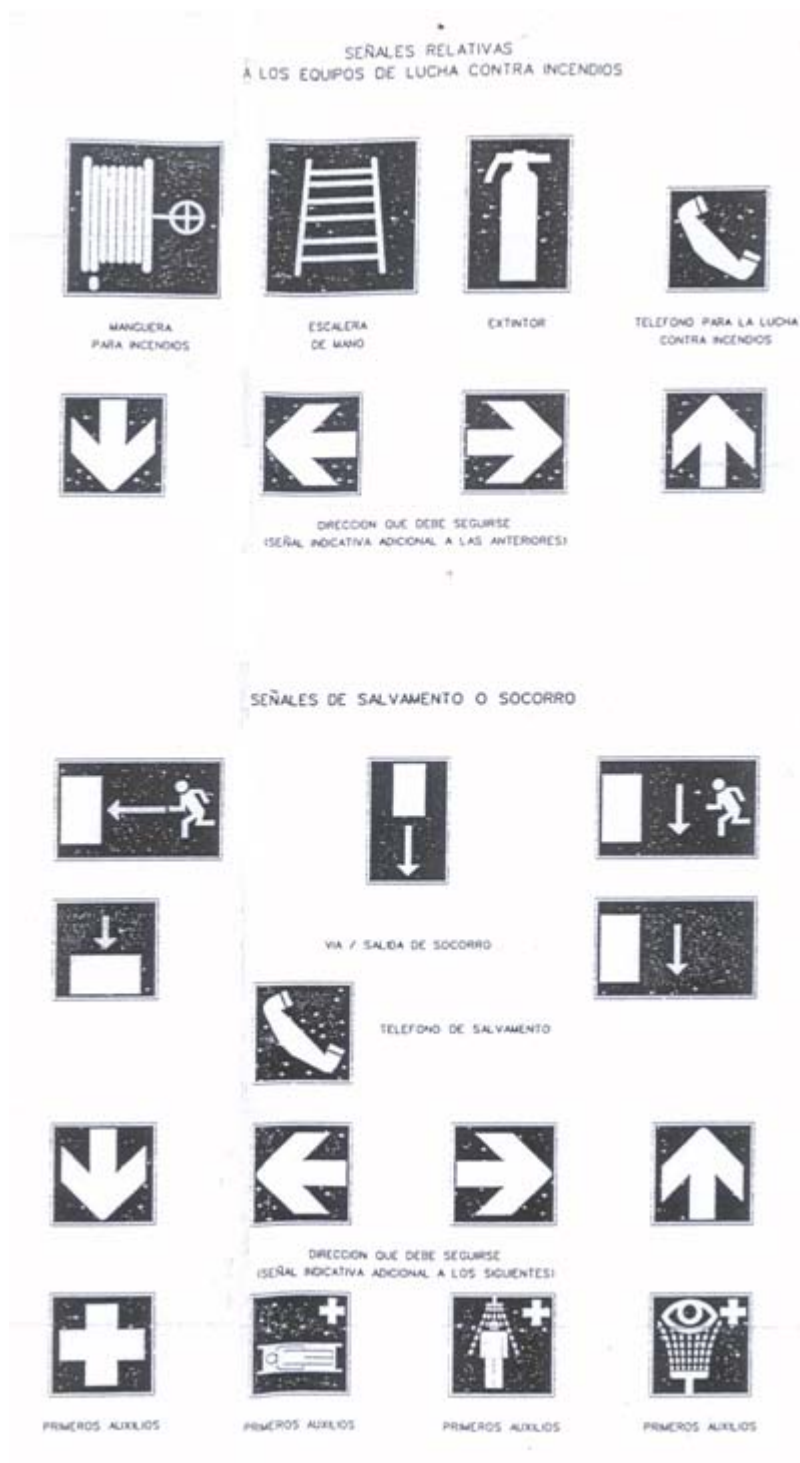 SEÑALES RELATIVAS
A LOS EQUIPOS DE LUCHA CONTRA INCENDIOS
MANGUERA
PARA INCENDIOS
ESCALERA
DE MANO
EXTINTOR
TELEFONO PARA LA LUCHA
CONTRA INCENDIOS
DIRECCION QUE DEBE SEGUIRSE
(SEÑAL INDICATIVA ADICIONAL A LAS ANTERIORES)
SEÑALES DE SALVAMENTO O SOCORRO
VIA / SALIDA DE SOCORRO
TELEFONO DE SALVAMENTO
DIRECCION QUE DEBE SEGUIRSE
(SEÑAL INDICATIVA ADICIONAL A LOS SIGUIENTES)
PRIMEROS AUXILIOS
PRIMEROS AUXILIOS
PRIMEROS AUXILIOS
PRIMEROS AUXILIOS